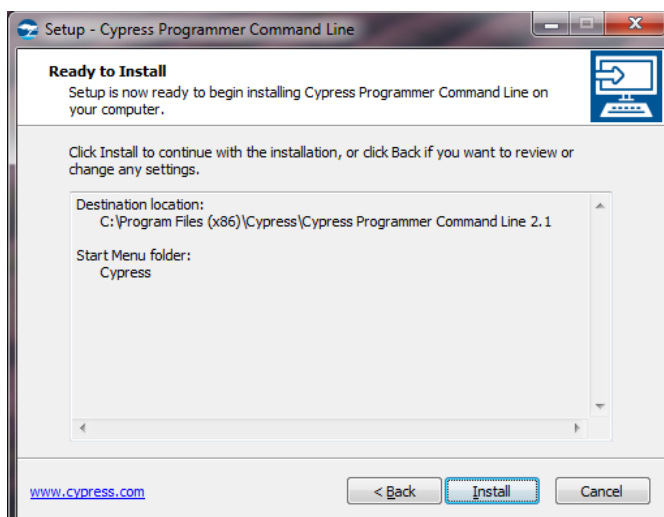 Setup - Cypress Programmer Command Line
Ready to Install
Setup is now ready to begin installing Cypress Programmer Command Line on
your computer.
Click Install to continue with the installation, or click Back if you want to review or
change any settings.
Destination location:
C:\Program Files (x86)\Cypress\Cypress Programmer Command Line 2.1
Start Menu folder:
Cypress
www.cypress.com
< Back
Install
Cancel